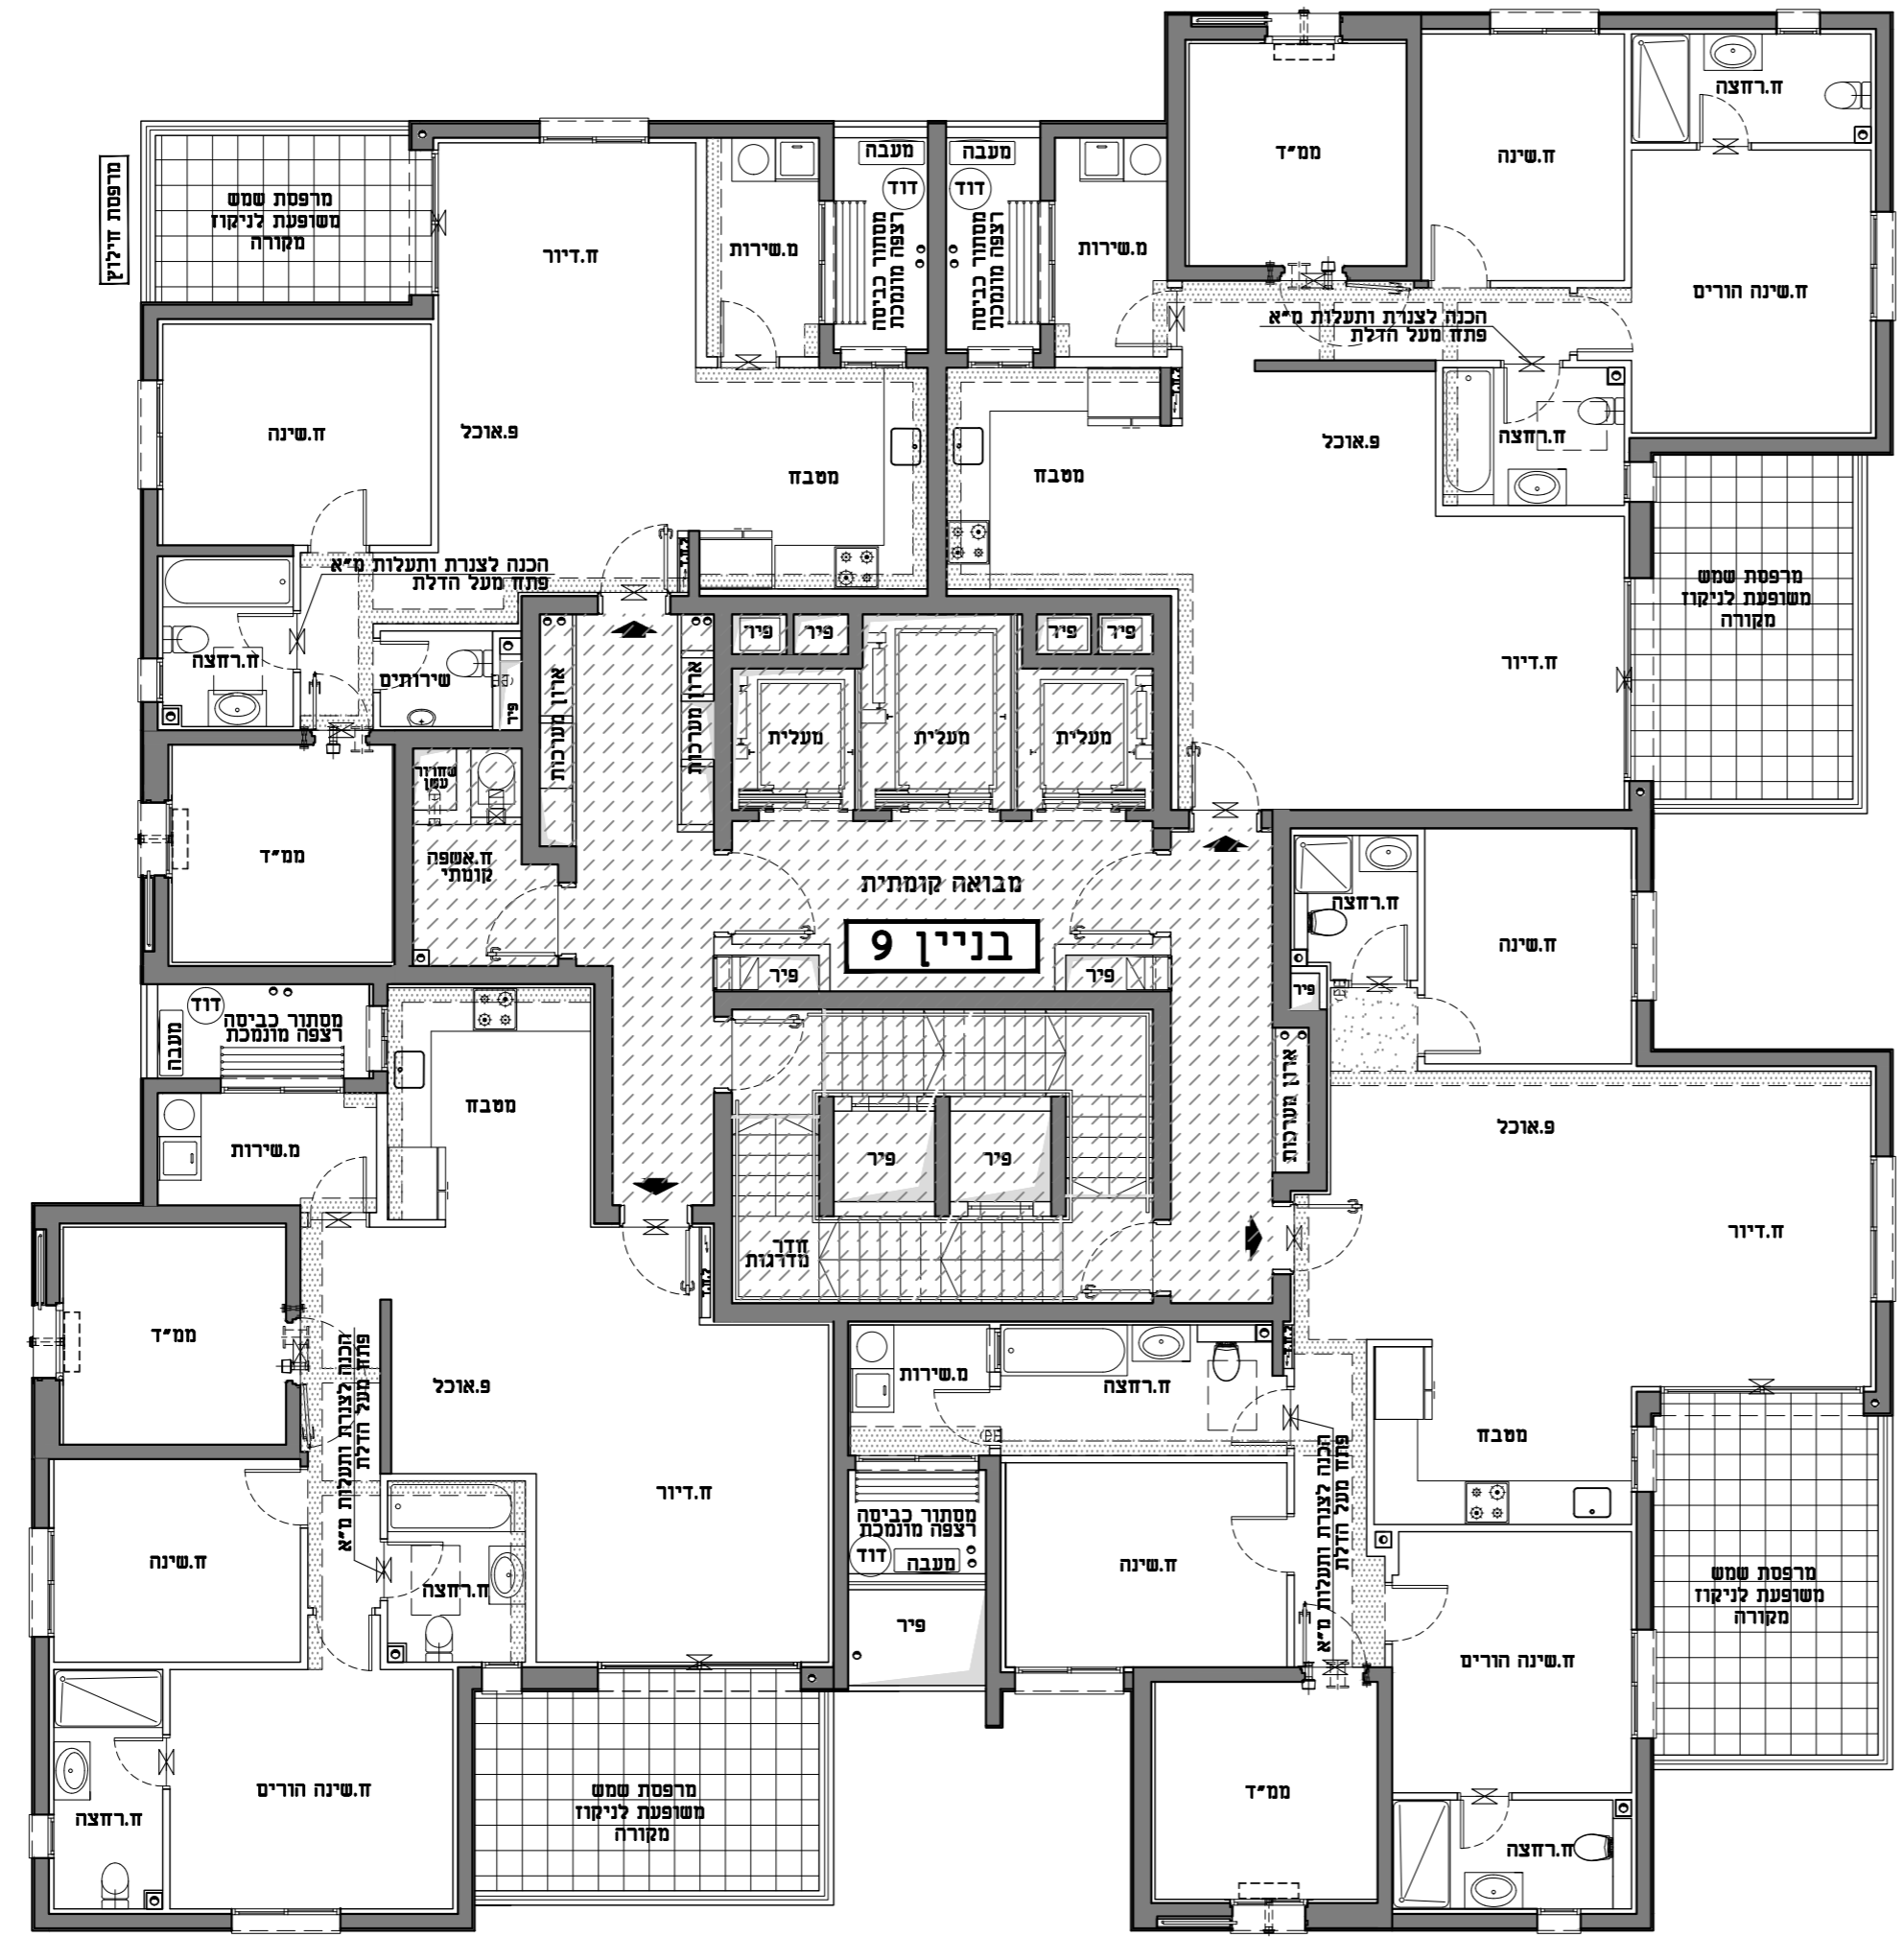 ח.רחצה
ממ״ד
ח.שינה
ח.שינה הורים
הכנה לצנרת ותעלות מ״א
פתח מעל הדלת
ח.רחצה
מעבה
דוד
מסתור כביסה
רצפה מונמכת
מ.שירות
מעבה
דוד
מסתור כביסה
רצפה מונמכת
מ.שירות
ח.דיור
מרפסת שמש
משופעת לניקוז
מקורה
מרפסת חילוץ
פ.אוכל
מטבח
ח.ק.ד
פ.אוכל
מטבח
ח.שינה
הכנה לצנרת ותעלות מ״א
פתח מעל הדלת
מרפסת שמש
משופעת לניקוז
מקורה
ח.דיור
פיר
פיר
פיר
פיר
ח.רחצה
שירותים
פיר
ארון מערכות
ארון מערכות
מעלית
מעלית
מעלית
שחרור
עשן
ח.אשפה
קומתי
ממ״ד
מבואה קומתית
בניין 9
פיר
פיר
ח.רחצה
ח.שינה
פיר
ארון מערכות
דוד
מעבה
מסתור כביסה
רצפה מונמכת
מטבח
מ.שירות
פיר
פיר
חדר
מדרגות
פ.אוכל
ח.דיור
ממ״ד
הכנה לצנרת ותעלות מ״א
פתח מעל הדלת
פ.אוכל
ח.דיור
ח.שינה
ח.רחצה
מ.שירות
ח.רחצה
מסתור כביסה
רצפה מונמכת
דוד
מעבה
פיר
ח.שינה
הכנה לצנרת ותעלות מ״א
פתח מעל הדלת
מטבח
מרפסת שמש
משופעת לניקוז
מקורה
ח.שינה הורים
ח.שינה הורים
ח.רחצה
מרפסת שמש
משופעת לניקוז
מקורה
ממ״ד
ח.רחצה